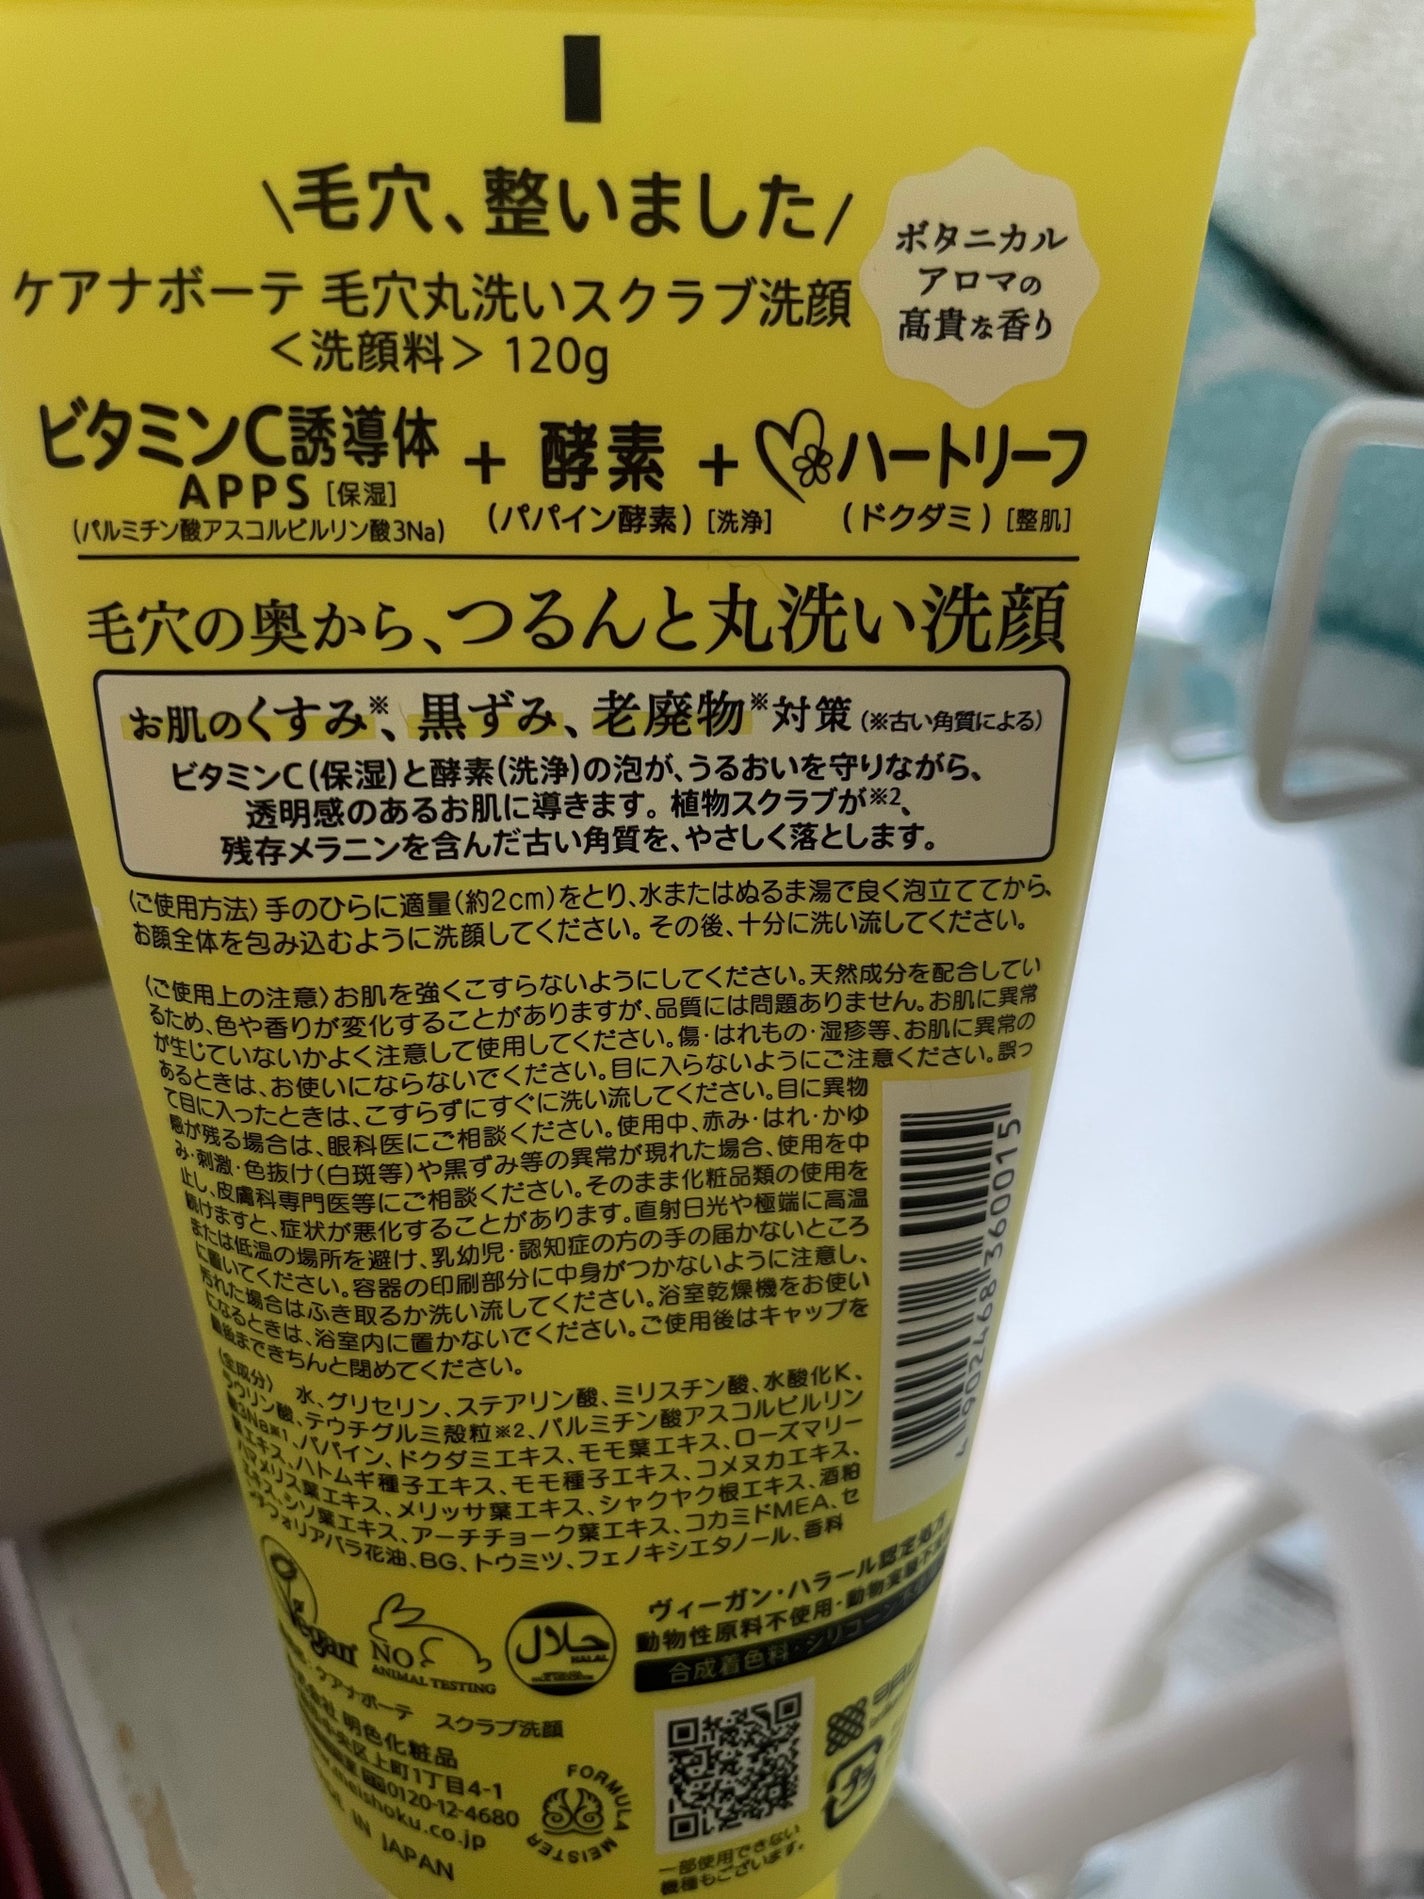 \毛穴、整いました/
ボタニカル
アロマの
高貴な香り
ケアナボーテ 毛穴丸洗いスクラブ洗顔
＜洗顔料＞ 120g
ビタミンC誘導体 + 酵素 + ハートリーフ
APPS [保湿]
(パルミチン酸アスコルビルリン酸3Na) (パパイン酵素) [洗浄] (ドクダミ) [整肌]
毛穴の奥から、つるんと丸洗い洗顔
お肌のくすみ※、黒ずみ、老廃物※対策 (※古い角質による)
ビタミンC(保湿)と酵素(洗浄)の泡が、うるおいを守りながら、
透明感のあるお肌に導きます。植物スクラブが※2、
残存メラニンを含んだ古い角質を、やさしく落とします。
〈ご使用方法〉手のひらに適量(約2cm)をとり、水またはぬるま湯で良く泡立ててから、
お顔全体を包み込むように洗顔してください。その後、十分に洗い流してください。
〈ご使用上の注意〉お肌を強くこすらないようにしてください。天然成分を配合してい
るため、色や香りが変化することがありますが、品質には問題ありません。お肌に異常
が生じていないかよく注意して使用してください。傷・はれもの・湿疹等、お肌に異常の
あるときは、お使いにならないでください。目に入らないようにご注意ください。誤っ
て目に入ったときは、こすらずにすぐに洗い流してください。目に異物
感が残る場合は、眼科医にご相談ください。使用中、赤み・はれ・かゆ
み・刺激・色抜け(白斑等)や黒ずみ等の異常が現れた場合、使用を中
止し、皮膚科専門医等にご相談ください。そのまま化粧品類の使用を
続けますと、症状が悪化することがあります。直射日光や極端に高温
または低温の場所を避け、乳幼児・認知症の方の手の届かないところ
に置いてください。容器の印刷部分に中身がつかないように注意し、
汚れた場合はふき取るか洗い流してください。浴室乾燥機をお使い
になるときは、浴室内に置かないでください。ご使用後はキャップを
最後まできちんと閉めてください。
〈全成分〉 水、グリセリン、ステアリン酸、ミリスチン酸、水酸化K、
ラウリン酸、テウチグルミ殻粒※2、パルミチン酸アスコルビルリン
酸3Na※1、パパイン、ドクダミエキス、モモ葉エキス、ローズマリー
葉エキス、ハトムギ種子エキス、モモ種子エキス、コメヌカエキス、
ハマメリス葉エキス、メリッサ葉エキス、シャクヤク根エキス、酒粕
エキス、シソ葉エキス、アーチチョーク葉エキス、コカミドMEA、セ
ンチフォリアバラ花油、BG、トウミツ、フェノキシエタノール、香料
4 902468 360015
Vegan
NO
ANIMAL TESTING
حلال
HALAL
ヴィーガン・ハラール認定処方
動物性原料不使用・動物実験
合成着色料・シリコーン
ケアナボーテ スクラブ洗顔
明色化粧品
中央区上町1丁目4-1
0120-12-4680
meishoku.co.jp
IN JAPAN
FORMULA
MEISTER
一部使用できない
機種もございます。
プラ